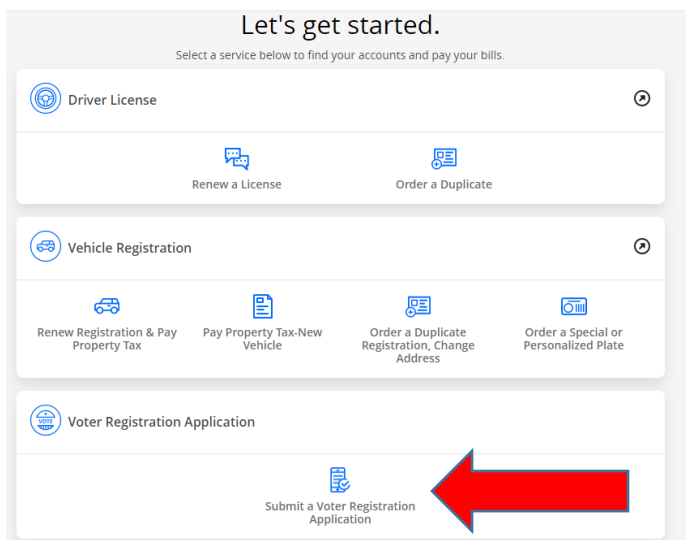 Let's get started.
Select a service below to find your accounts and pay your bills.
Driver License
Renew a License
Order a Duplicate
Vehicle Registration
Renew Registration & Pay
Property Tax
Pay Property Tax-New
Vehicle
Order a Duplicate
Registration, Change
Address
Order a Special or
Personalized Plate
VOTE
Voter Registration Application
Submit a Voter Registration
Application